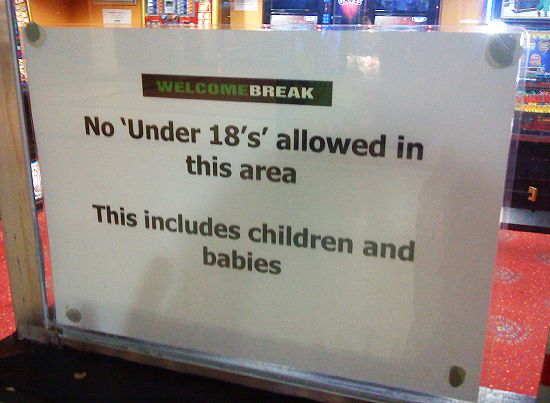 WELCOMEBREAK
No ‘Under 18’s’ allowed in
this area
This includes children and
babies